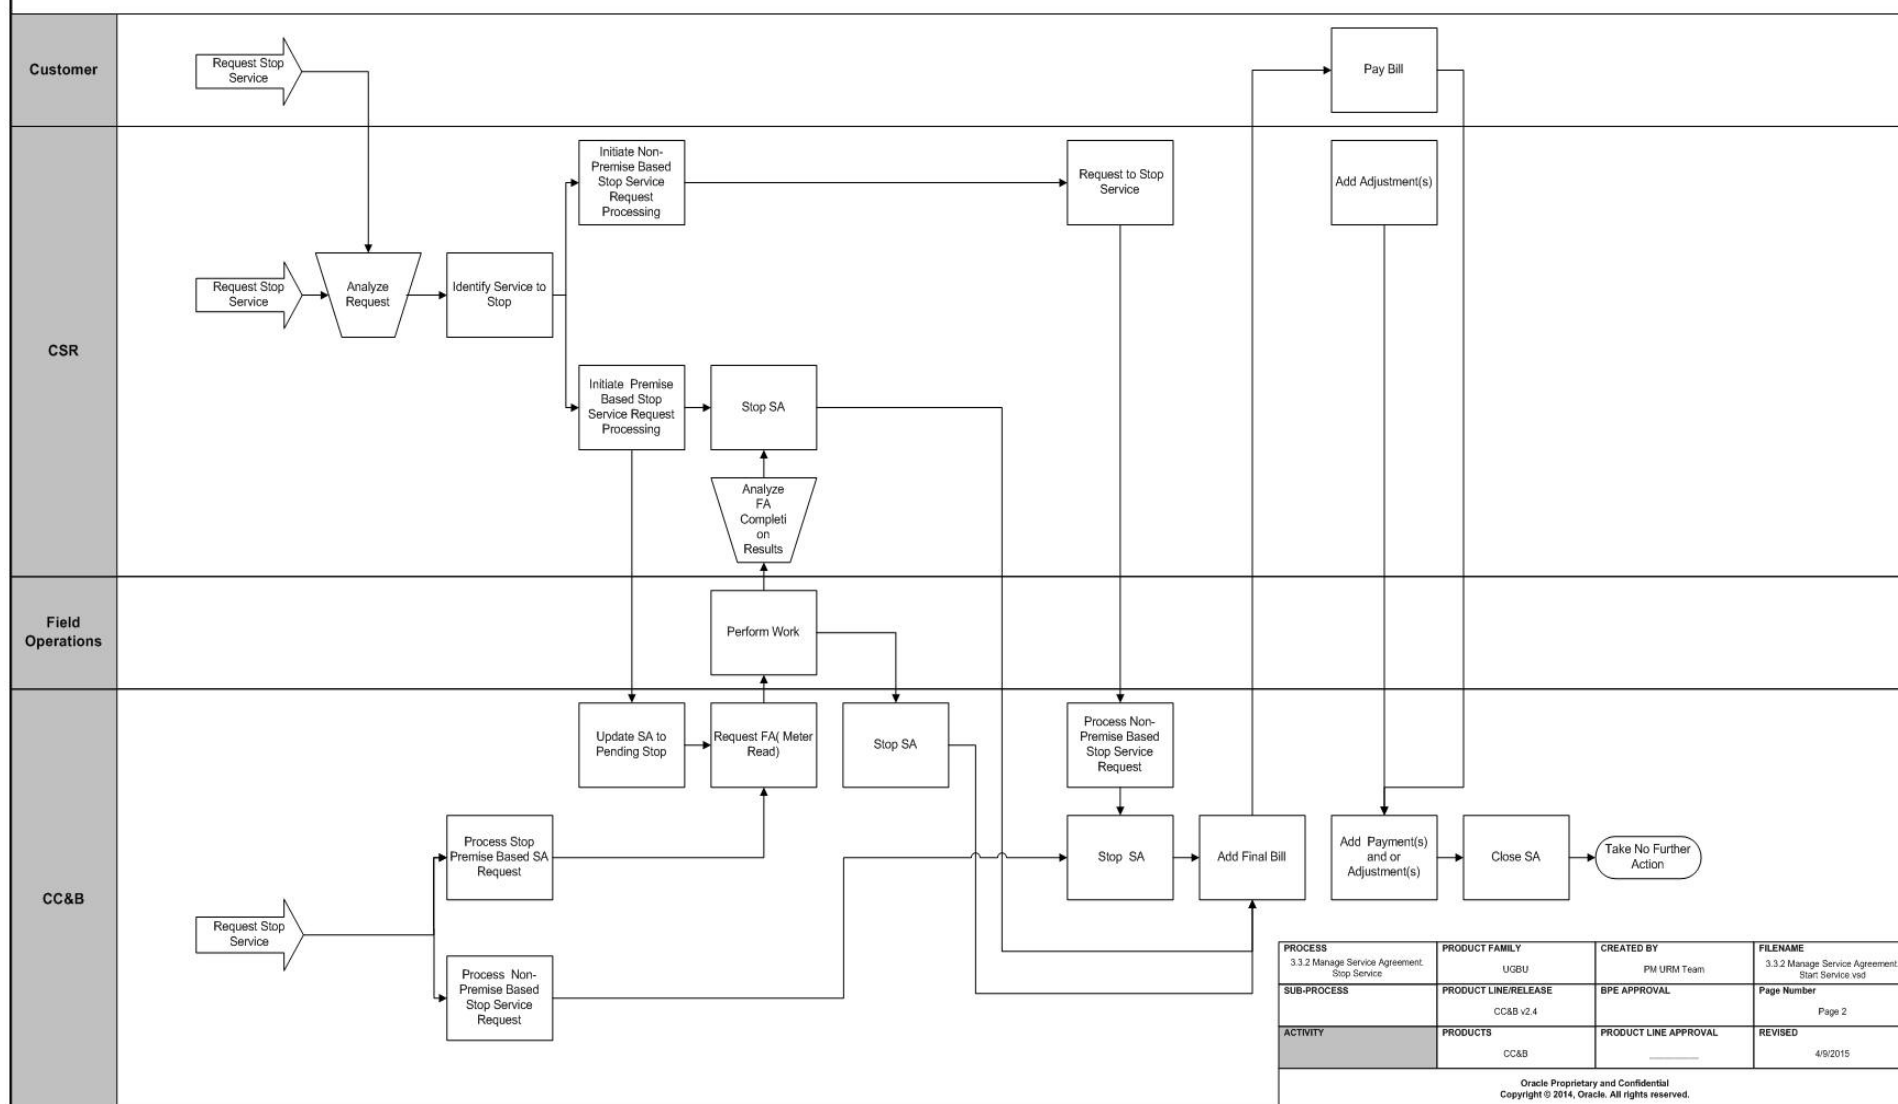 Customer
Request Stop
Service
Pay Bill
CSR
Initiate Non-
Premise Based
Stop Service
Request
Processing
Request to Stop
Service
Add Adjustment(s)
Request Stop
Service
Analyze
Request
Identify Service to
Stop
Initiate Premise
Based Stop
Service Request
Processing
Stop SA
Analyze
FA
Completi
on
Results
Field
Operations
Perform Work
CC&B
Update SA to
Pending Stop
Request FA( Meter
Read)
Stop SA
Process Non-
Premise Based
Stop Service
Request
Process Stop
Premise Based SA
Request
Stop SA
Add Final Bill
Add Payment(s)
and or
Adjustment(s)
Close SA
Take No Further
Action
Request Stop
Service
Process Non-
Premise Based
Stop Service
Request
PROCESS
3.3.2 Manage Service Agreement.
Stop Service
PRODUCT FAMILY
UGBU
CREATED BY
PM URM Team
FILENAME
3.3.2 Manage Service Agreement
Start Service.vsd
SUB-PROCESS
PRODUCT LINE/RELEASE
CC&B v2.4
BPE APPROVAL
Page Number
Page 2
ACTIVITY
PRODUCTS
CC&B
PRODUCT LINE APPROVAL
REVISED
4/9/2015
Oracle Proprietary and Confidential
Copyright © 2014, Oracle. All rights reserved.